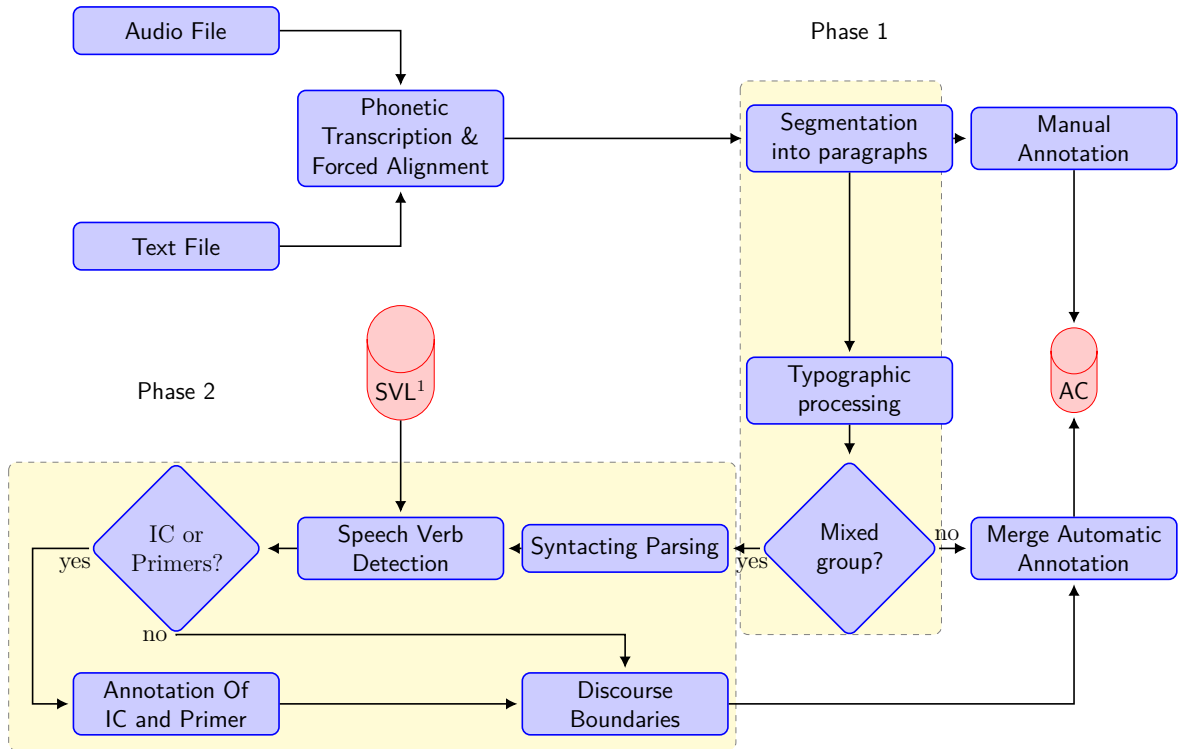 Audio File
Phase 1
Phonetic
Transcription &
Forced Alignment
Segmentation
into paragraphs
Manual
Annotation
Text File
SVL¹
Phase 2
Typographic
processing
AC
IC or
Primers?
Speech Verb
Detection
Syntacting Parsing
Mixed
group?
Merge Automatic
Annotation
yes
yes
no
no
Annotation Of
IC and Primer
Discourse
Boundaries